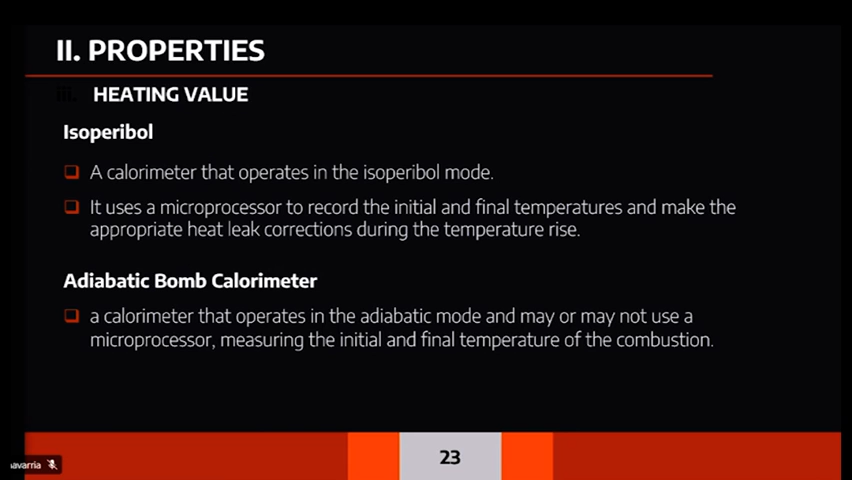 II. PROPERTIES
iii. HEATING VALUE
Isoperibol
A calorimeter that operates in the isoperibol mode.
It uses a microprocessor to record the initial and final temperatures and make the
appropriate heat leak corrections during the temperature rise.
Adiabatic Bomb Calorimeter
a calorimeter that operates in the adiabatic mode and may or may not use a
microprocessor, measuring the initial and final temperature of the combustion.
23